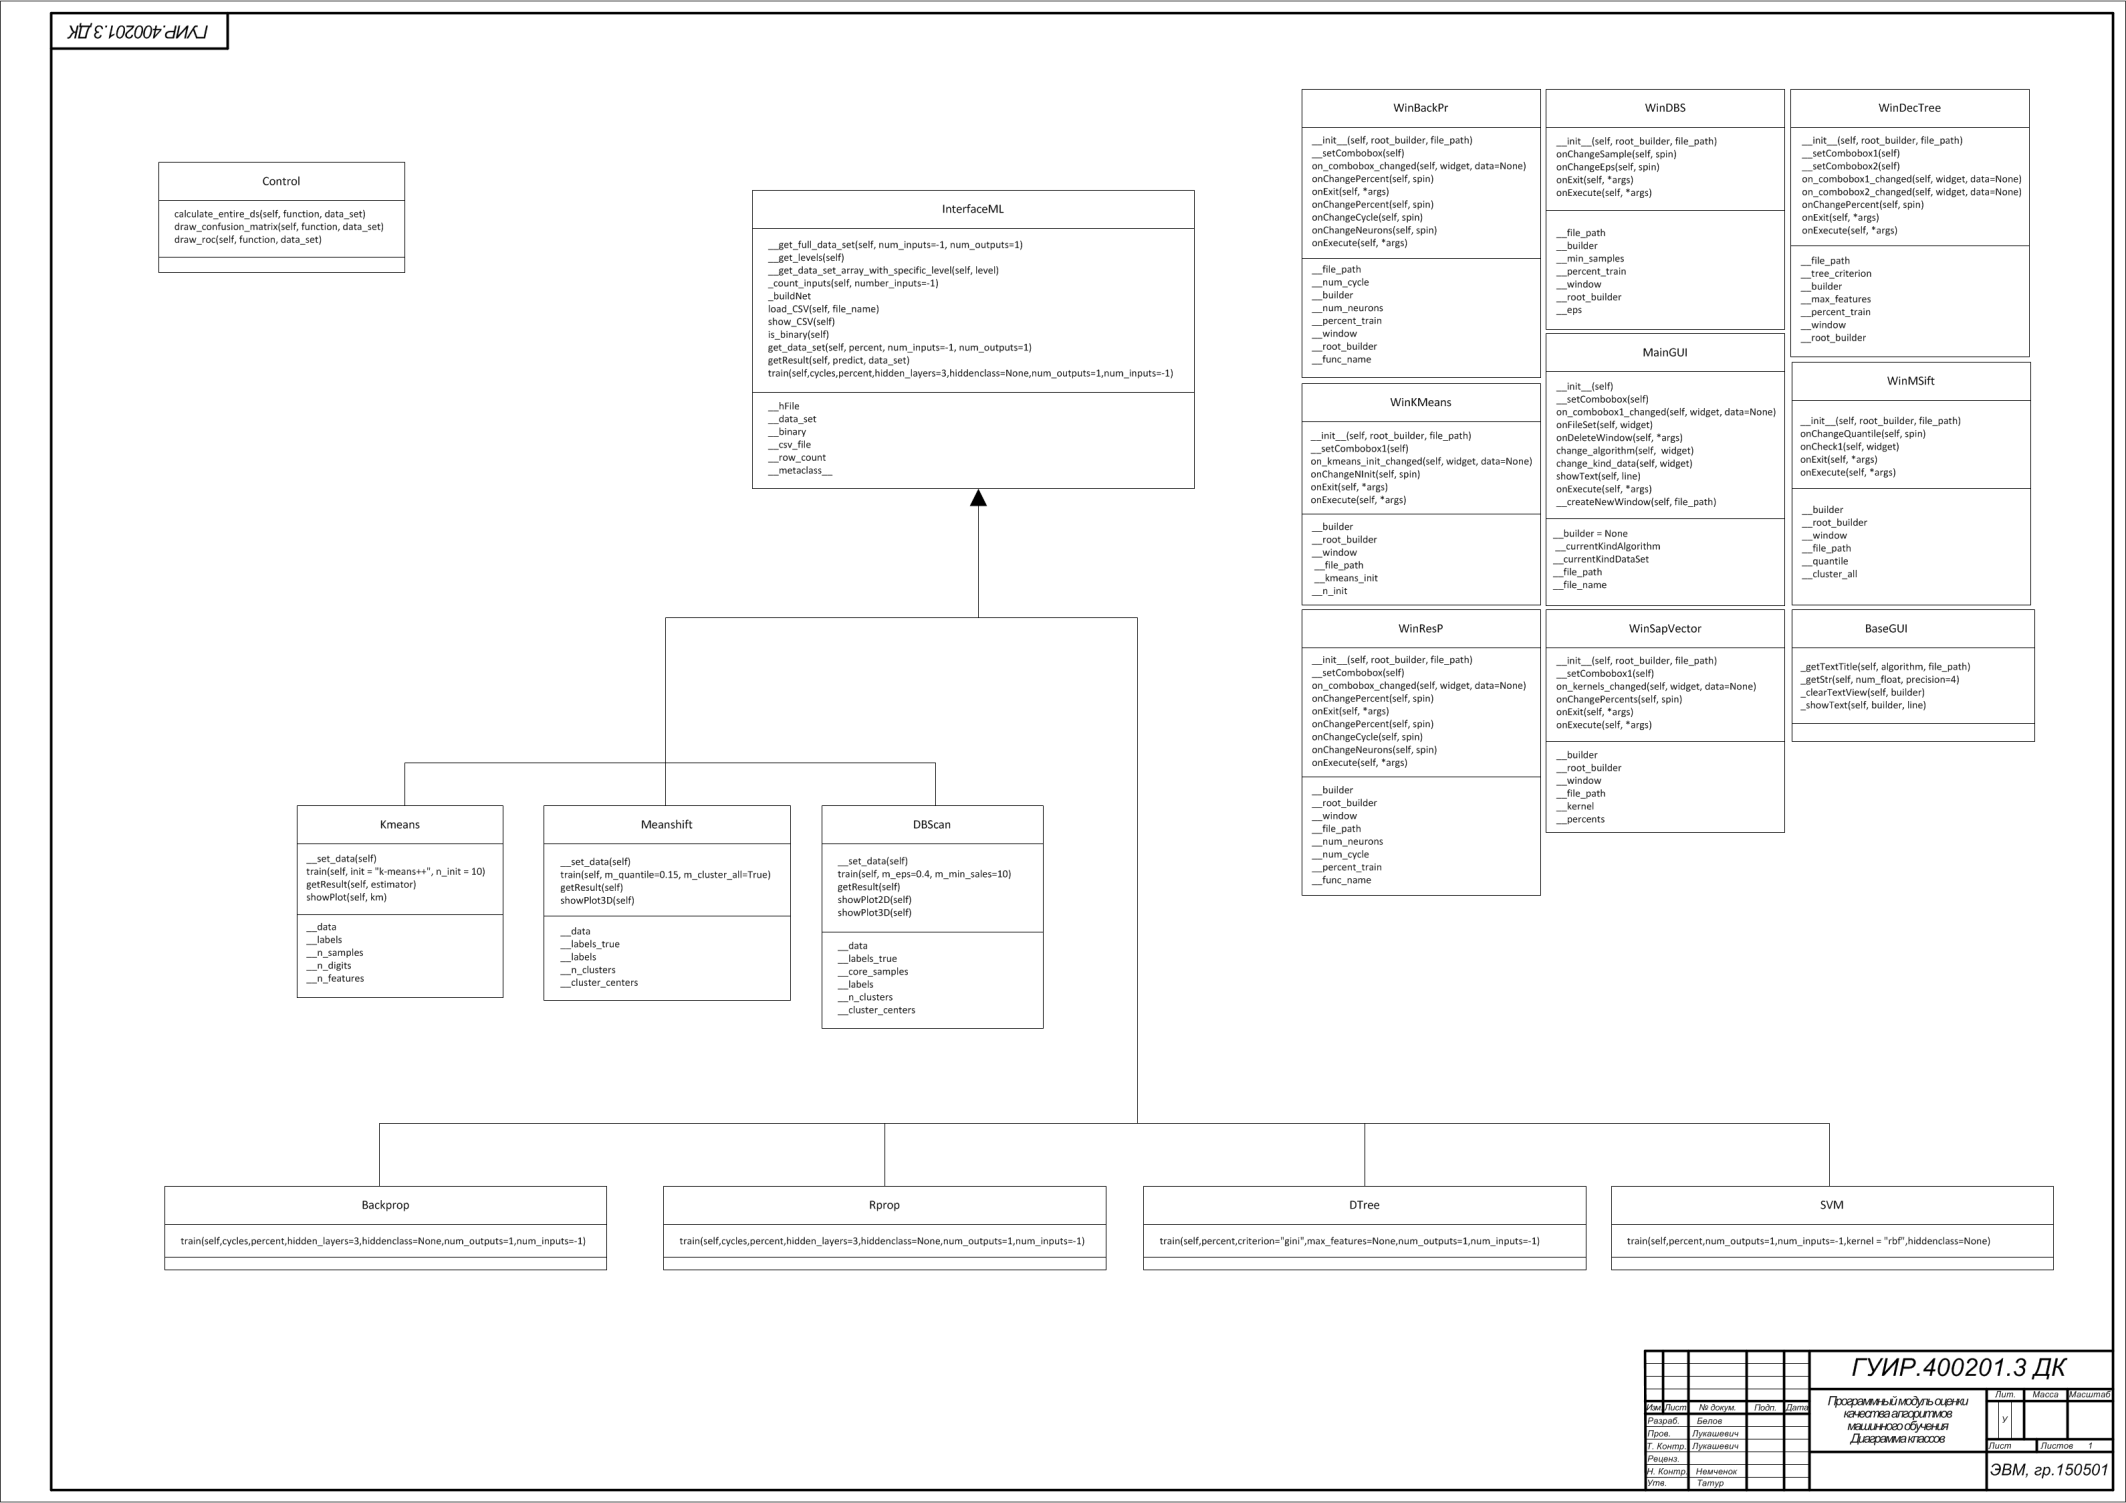 ГУИР.400201.3 ДК
Control
calculate_entire_ds(self, function, data_set)
draw_confusion_matrix(self, function, data_set)
draw_roc(self, function, data_set)
InterfaceML
__get_full_data_set(self, num_inputs=-1, num_outputs=1)
__get_levels(self)
__get_data_set_array_with_specific_level(self, level)
_count_inputs(self, number_inputs=-1)
_buildNet
load_CSV(self, file_name)
show_CSV(self)
is_binary(self)
get_data_set(self, percent, num_inputs=-1, num_outputs=1)
getResult(self, predict, data_set)
train(self,cycles,percent,hidden_layers=3,hiddenclass=None,num_outputs=1,num_inputs=-1)
__hFile
__data_set
__binary
__csv_file
__row_count
__metaclass__
WinBackPr
__init__(self, root_builder, file_path)
__setCombobox(self)
on_combobox_changed(self, widget, data=None)
onChangePercent(self, spin)
onExit(self, *args)
onChangePercent(self, spin)
onChangeCycle(self, spin)
onChangeNeurons(self, spin)
onExecute(self, *args)
__file_path
__num_cycle
__builder
__num_neurons
__percent_train
__window
__root_builder
__func_name
WinDBS
__init__(self, root_builder, file_path)
onChangeSample(self, spin)
onChangeEps(self, spin)
onExit(self, *args)
onExecute(self, *args)
__file_path
__builder
__min_samples
__percent_train
__window
__root_builder
__eps
WinDecTree
__init__(self, root_builder, file_path)
__setCombobox1(self)
__setCombobox2(self)
on_combobox1_changed(self, widget, data=None)
on_combobox2_changed(self, widget, data=None)
onChangePercent(self, spin)
onExit(self, *args)
onExecute(self, *args)
__file_path
__tree_criterion
__builder
__max_features
__percent_train
__window
__root_builder
WinKMeans
__init__(self, root_builder, file_path)
__setCombobox1(self)
on_kmeans_init_changed(self, widget, data=None)
onChangeNInit(self, spin)
onExit(self, *args)
onExecute(self, *args)
__builder
__root_builder
__window
__file_path
__kmeans_init
__n_init
MainGUI
__init__(self)
__setCombobox(self)
on_combobox1_changed(self, widget, data=None)
onFileSet(self, widget)
onDeleteWindow(self, *args)
change_algorithm(self,  widget)
change_kind_data(self, widget)
showText(self, line)
onExecute(self, *args)
__createNewWindow(self, file_path)
__builder = None
__currentKindAlgorithm
__currentKindDataSet
__file_path
__file_name
WinMSift
__init__(self, root_builder, file_path)
onChangeQuantile(self, spin)
onCheck1(self, widget)
onExit(self, *args)
onExecute(self, *args)
__builder
__root_builder
__window
__file_path
__quantile
__cluster_all
WinResP
__init__(self, root_builder, file_path)
__setCombobox(self)
on_combobox_changed(self, widget, data=None)
onChangePercent(self, spin)
onExit(self, *args)
onChangePercent(self, spin)
onChangeCycle(self, spin)
onChangeNeurons(self, spin)
onExecute(self, *args)
__builder
__root_builder
__window
__file_path
__num_neurons
__num_cycle
__percent_train
__func_name
WinSapVector
__init__(self, root_builder, file_path)
__setCombobox1(self)
on_kernels_changed(self, widget, data=None)
onChangePercents(self, spin)
onExit(self, *args)
onExecute(self, *args)
__builder
__root_builder
__window
__file_path
__kernel
__percents
BaseGUI
_getTextTitle(self, algorithm, file_path)
_getStr(self, num_float, precision=4)
_clearTextView(self, builder)
_showText(self, builder, line)
Kmeans
__set_data(self)
train(self, init = "k-means++", n_init = 10)
getResult(self, estimator)
showPlot(self, km)
__data
__labels
__n_samples
__n_digits
__n_features
Meanshift
__set_data(self)
train(self, m_quantile=0.15, m_cluster_all=True)
getResult(self)
showPlot3D(self)
__data
__labels_true
__labels
__n_clusters
__cluster_centers
DBScan
__set_data(self)
train(self, m_eps=0.4, m_min_sales=10)
getResult(self)
showPlot2D(self)
showPlot3D(self)
__data
__labels_true
__core_samples
__labels
__n_clusters
__cluster_centers
Backprop
train(self,cycles,percent,hidden_layers=3,hiddenclass=None,num_outputs=1,num_inputs=-1)
Rprop
train(self,cycles,percent,hidden_layers=3,hiddenclass=None,num_outputs=1,num_inputs=-1)
DTree
train(self,percent,criterion="gini",max_features=None,num_outputs=1,num_inputs=-1)
SVM
train(self,percent,num_outputs=1,num_inputs=-1,kernel = "rbf",hiddenclass=None)
ГУИР.400201.3 ДК
Изм Лист № докум. Подп. Дата
Разраб. Белов
Пров. Лукашевич
Т. Контр. Лукашевич
Реценз.
Н. Контр. Немченок
Утв. Татур
Программный модуль оценки
качества алгоритмов
машинного обучения
Диаграмма классов
Лит. Масса Масштаб
у
Лист Листов 1
ЭВМ, гр.150501